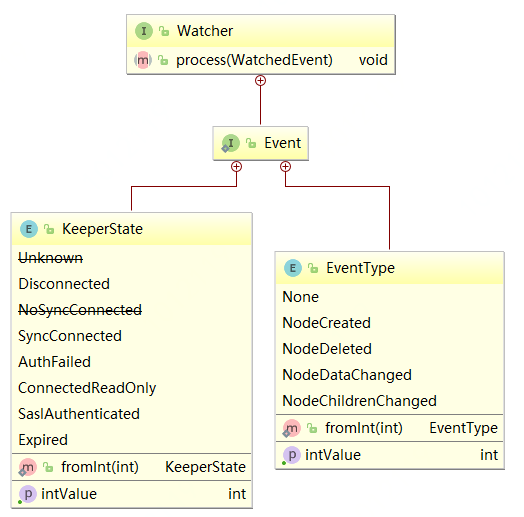 I Watcher
m process(WatchedEvent) void
I Event
E KeeperState
Unknown
Disconnected
NoSyncConnected
SyncConnected
AuthFailed
ConnectedReadOnly
SaslAuthenticated
Expired
m fromInt(int) KeeperState
p intValue int
E EventType
None
NodeCreated
NodeDeleted
NodeDataChanged
NodeChildrenChanged
m fromInt(int) EventType
p intValue int